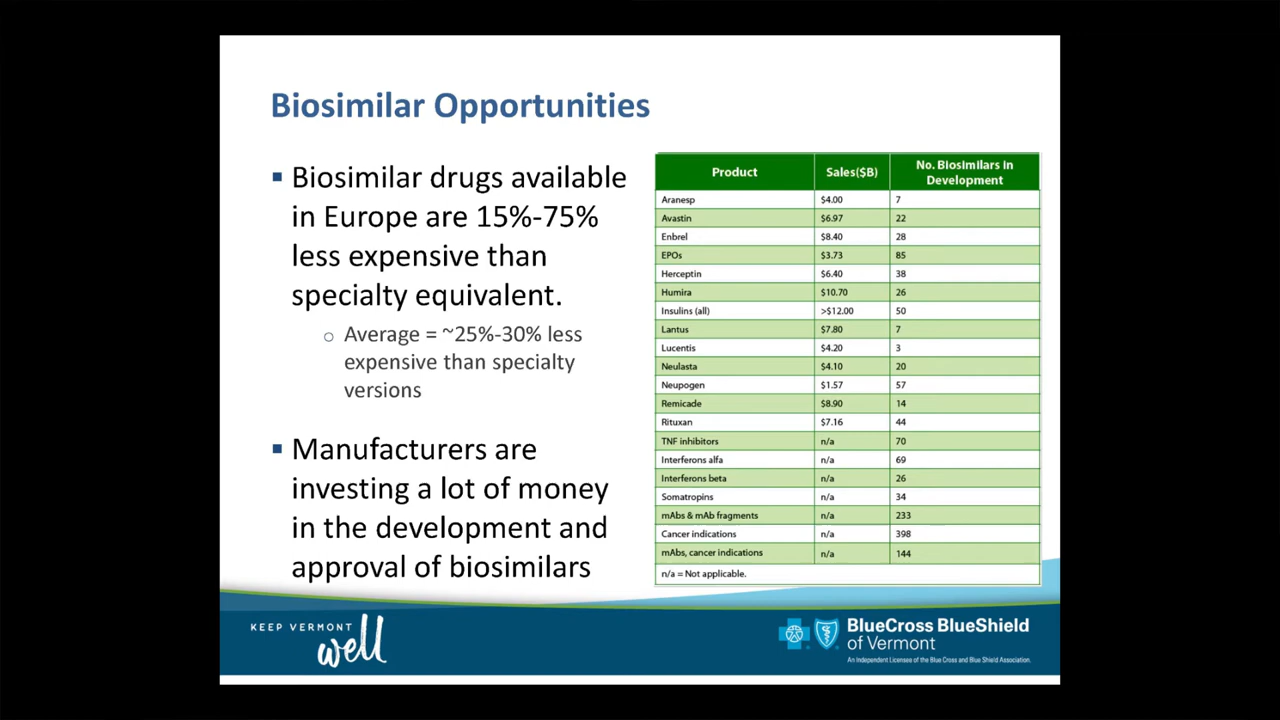 Biosimilar Opportunities
▪ Biosimilar drugs available
in Europe are 15%-75%
less expensive than
specialty equivalent.
○ Average = ~25%-30% less
expensive than specialty
versions
▪ Manufacturers are
investing a lot of money
in the development and
approval of biosimilars
Product Sales($B) No. Biosimilars in Development
Aranesp $4.00 7
Avastin $6.97 22
Enbrel $8.40 28
EPOs $3.73 85
Herceptin $6.40 38
Humira $10.70 26
Insulins (all) >$12.00 50
Lantus $7.80 7
Lucentis $4.20 3
Neulasta $4.10 20
Neupogen $1.57 57
Remicade $8.90 14
Rituxan $7.16 44
TNF inhibitors n/a 70
Interferons alfa n/a 69
Interferons beta n/a 26
Somatropins n/a 34
mAbs & mAb fragments n/a 233
Cancer indications n/a 398
mAbs, cancer indications n/a 144
n/a = Not applicable.
KEEP VERMONT
well
BlueCross BlueShield
of Vermont
An Independent Licensee of the Blue Cross and Blue Shield Association.